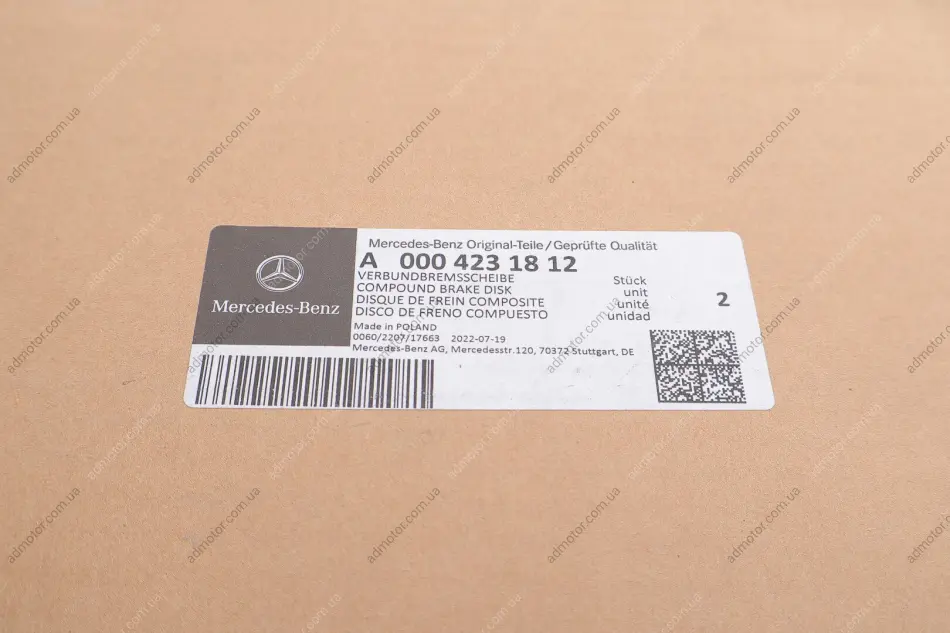 Mercedes-Benz Original-Teile/Geprüfte Qualität
A 000 423 18 12
VERBUNDBREMSSCHEIBE
COMPOUND BRAKE DISK
DISQUE DE FREIN COMPOSITE
DISCO DE FRENO COMPUESTO
Stück
unit
unité
unidad
2
Mercedes-Benz
Made in POLAND
0060/2207/17663 2022-07-19
Mercedes-Benz AG, Mercedesstr.120, 70372 Stuttgart, DE
admotor.com.ua